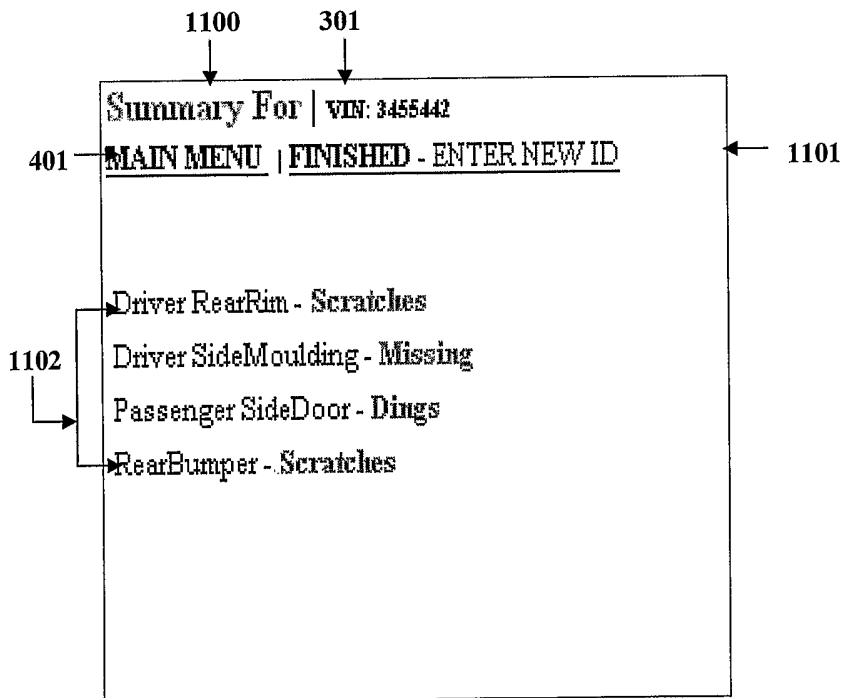 1100 301
Summary For | VIN: 3455442
401 MAIN MENU | FINISHED - ENTER NEW ID 1101
Driver RearRim - Scratches
Driver SideMoulding - Missing
1102
Passenger SideDoor - Dings
RearBumper - Scratches